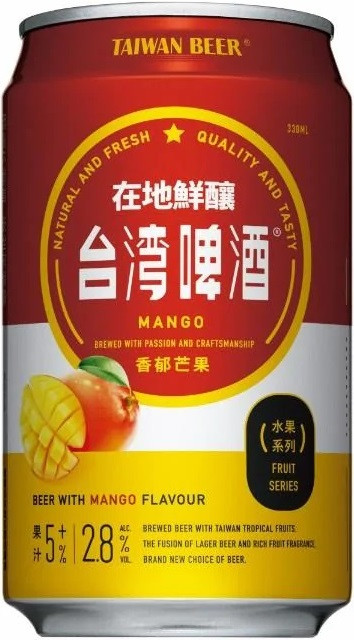 TAIWAN BEER®
330ML
NATURAL AND FRESH ★ QUALITY AND TASTY
在地鮮釀
台湾啤酒®
MANGO
BREWED WITH PASSION AND CRAFTSMANSHIP
香郁芒果
(水果系列)
FRUIT
SERIES
BEER WITH MANGO FLAVOUR
果汁5+% 2.8% ALC. VOL.
BREWED BEER WITH TAIWAN TROPICAL FRUITS.
THE FUSION OF LAGER BEER AND RICH FRUIT FRAGRANCE,
BRAND NEW CHOICE OF BEER.